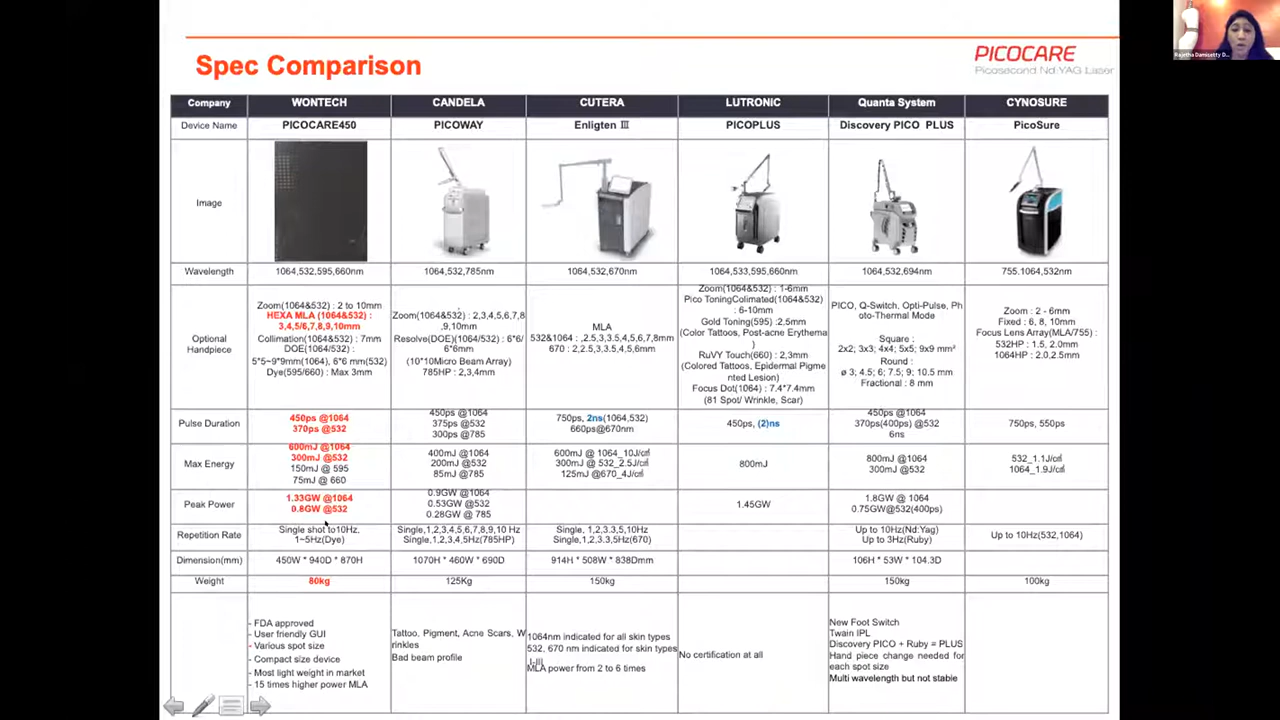 Spec Comparison
PICOCARE
Picosecond Nd:YAG Laser
Rajetha Damisetty D...
Company WONTECH CANDELA CUTERA LUTRONIC Quanta System CYNOSURE
Device Name PICOCARE450 PICOWAY Enligten Ⅲ PICOPLUS Discovery PICO PLUS PicoSure
Image
Wavelength 1064,532,595,660nm 1064,532,785nm 1064,532,670nm 1064,533,595,660nm 1064,532,694nm 755.1064,532nm
Optional
Handpiece
Zoom(1064&532) : 2 to 10mm
HEXA MLA (1064&532) :
3,4,5/6,7,8,9,10mm
Collimation(1064&532) : 7mm
DOE(1064/532) :
5*5~9*9mm(1064), 6*6 mm(532)
Dye(595/660) : Max 3mm
Zoom(1064&532) : 2,3,4,5,6,7,8
,9,10mm
Resolve(DOE)(1064/532) : 6*6/
6*6mm
(10*10Micro Beam Array)
785HP : 2,3,4mm
MLA
532&1064 : ,2.5,3,3.5,4,5,6,7,8mm
670 : 2,2.5,3,3.5,4,5,6mm
Zoom(1064&532) : 1-6mm
Pico ToningColimated(1064&532)
: 6-10mm
Gold Toning(595) :2,5mm
(Color Tattoos, Post-acne Erythema
)
RuVY Touch(660) : 2,3mm
(Colored Tattoos, Epidermal Pigme
nted Lesion)
Focus Dot(1064) : 7.4*7.4mm
(81 Spot/ Wrinkle, Scar)
PICO, Q-Switch, Opti-Pulse, Ph
oto-Thermal Mode
Square :
2x2; 3x3; 4x4; 5x5; 9x9 mm²
Round :
ø 3; 4.5; 6; 7.5; 9; 10.5 mm
Fractional : 8 mm
Zoom : 2 - 6mm
Fixed : 6, 8, 10mm
Focus Lens Array(MLA/755) :
532HP : 1.5, 2.0mm
1064HP : 2.0,2.5mm
Pulse Duration
450ps @1064
370ps @532
450ps @1064
375ps @532
300ps @785
750ps, 2ns(1064,532)
660ps@670nm
450ps, (2)ns
450ps @1064
370ps(400ps) @532
6ns
750ps, 550ps
Max Energy
600mJ @1064
300mJ @532
150mJ @ 595
75mJ @ 660
400mJ @1064
200mJ @532
85mJ @785
600mJ @ 1064_10J/㎠
300mJ @ 532_2.5J/㎠
125mJ @670_4J/㎠
800mJ
800mJ @1064
300mJ @532
532_1.1J/㎠
1064_1.9J/㎠
Peak Power
1.33GW @1064
0.8GW @532
0.9GW @1064
0.53GW @532
0.28GW @ 785
1.45GW
1.8GW @ 1064
0.75GW@532(400ps)
Repetition Rate
Single shot to10Hz,
1~5Hz(Dye)
Single,1,2,3,4,5,6,7,8,9,10 Hz
Single,1,2,3,4,5Hz(785HP)
Single, 1,2,3.3,5,10Hz
Single,1,2,3.3,5Hz(670)
Up to 10Hz(Nd:Yag)
Up to 3Hz(Ruby)
Up to 10Hz(532,1064)
Dimension(mm) 450W * 940D * 870H 1070H * 460W * 690D 914H * 508W * 838Dmm 106H * 53W * 104.3D
Weight 80kg 125Kg 150kg 150kg 100kg
- FDA approved
- User friendly GUI
- Various spot size
- Compact size device
- Most light weight in market
- 15 times higher power MLA
Tattoo, Pigment, Acne Scars, W
rinkles
Bad beam profile
1064nm indicated for all skin types
532, 670 nm indicated for skin types
I-III
MLA power from 2 to 6 times
No certification at all
New Foot Switch
Twain IPL
Discovery PICO + Ruby = PLUS
Hand piece change needed for
each spot size
Multi wavelength but not stable